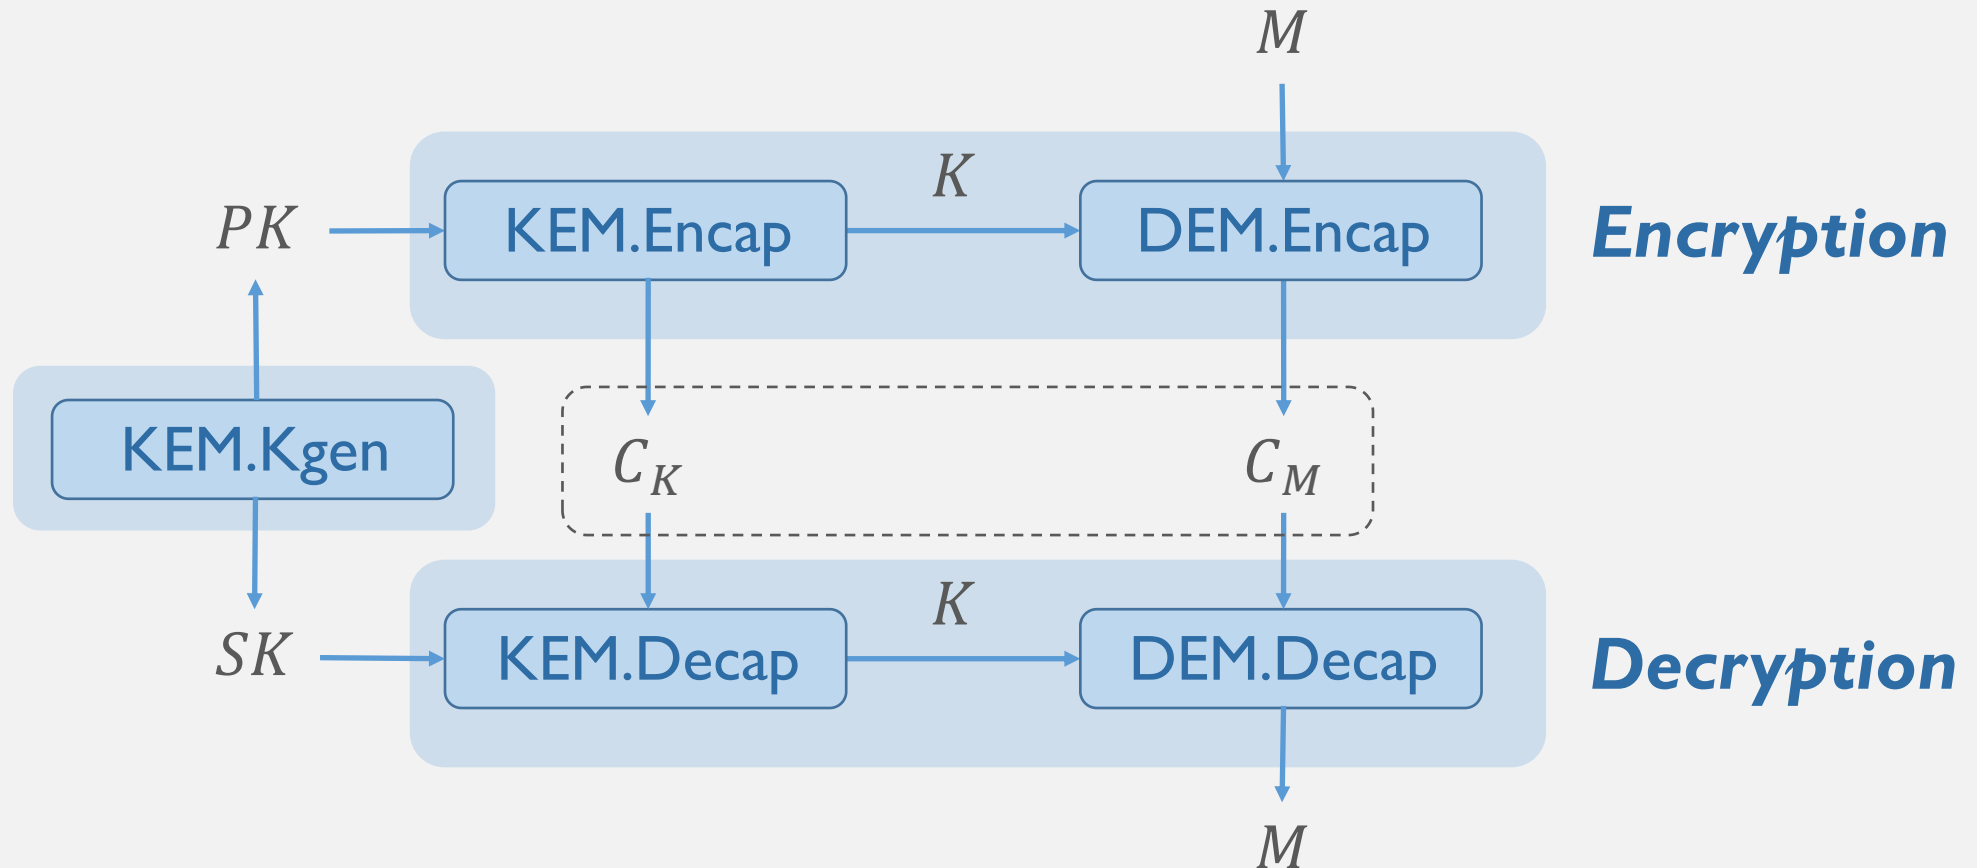 M
K
PK KEM.Encap DEM.Encap Encryption
KEM.Kgen
C_K C_M
K
SK KEM.Decap DEM.Decap Decryption
M